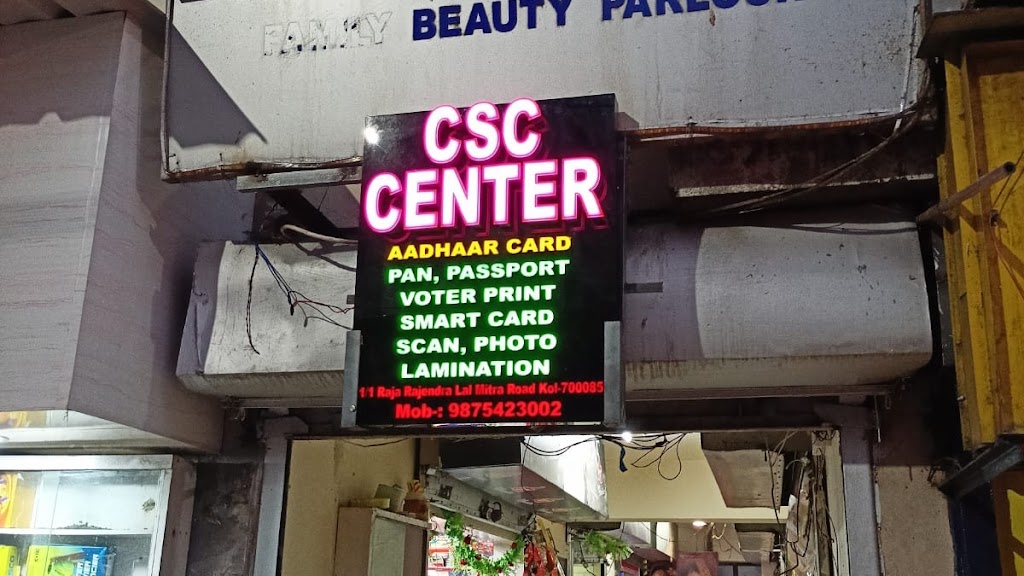 FAMILY BEAUTY PARLOUR
CSC
CENTER
AADHAAR CARD
PAN, PASSPORT
VOTER PRINT
SMART CARD
SCAN, PHOTO
LAMINATION
1/1 Raja Rajendra Lal Mitra Road Kol-700085
Mob-: 9875423002